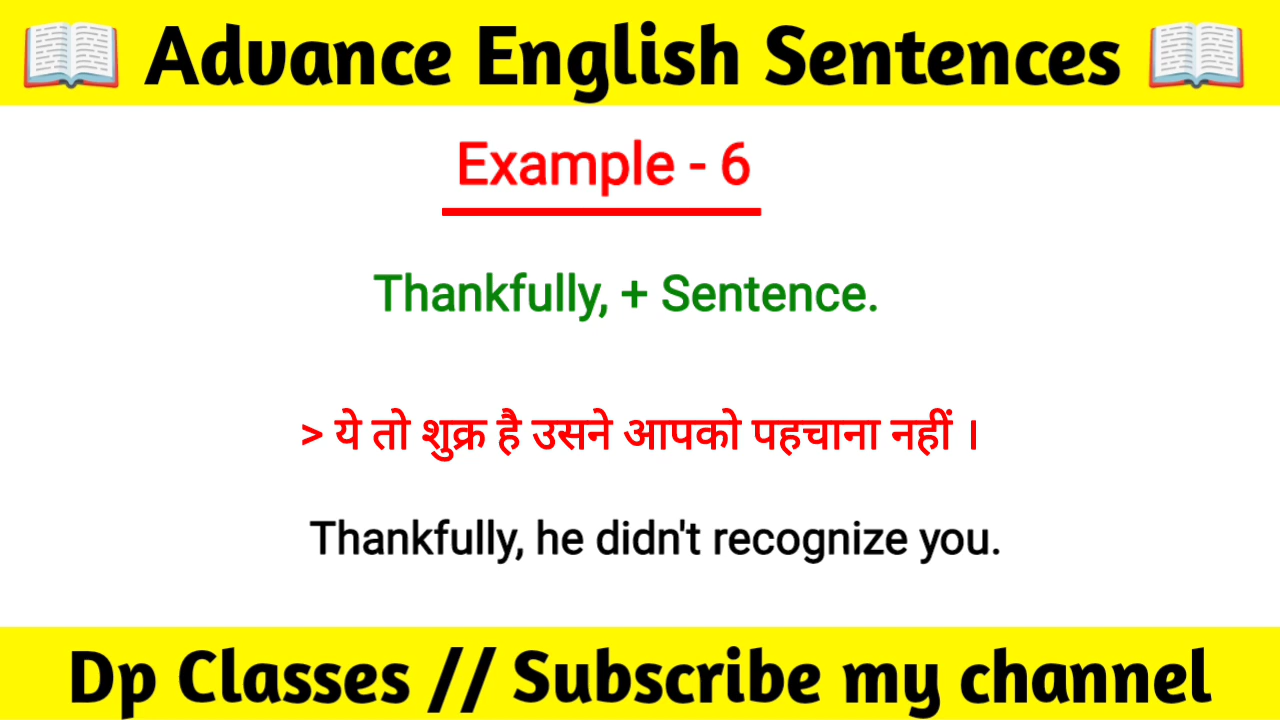 📖 Advance English Sentences 📖
Example - 6
Thankfully, + Sentence.
> ये तो शुक्र है उसने आपको पहचाना नहीं ।
Thankfully, he didn't recognize you.
Dp Classes // Subscribe my channel